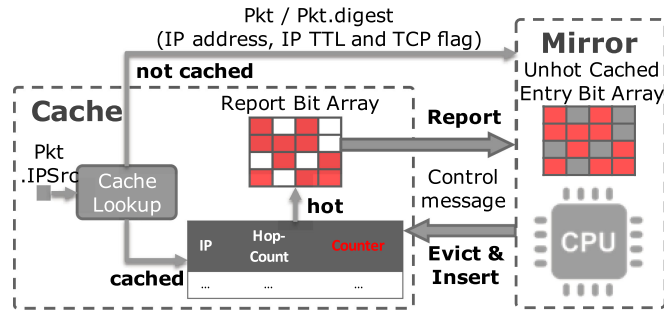 Pkt / Pkt.digest
(IP address, IP TTL and TCP flag)
not cached
Mirror
Unhot Cached
Entry Bit Array
Cache
Report Bit Array
Report
Pkt
.IPSrc
Cache
Lookup
hot
Control
message
CPU
IP
Hop-
Count
Counter
Evict &
Insert
cached
... ... ...